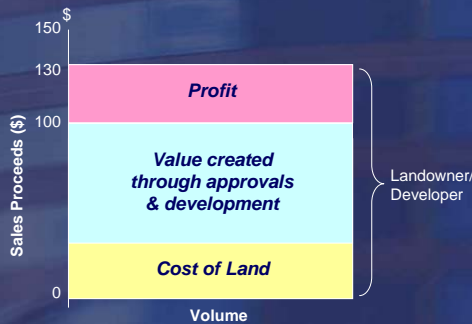 $
150
130
100
0
Sales Proceeds ($)
Profit
Value created
through approvals
& development
Cost of Land
Landowner/
Developer
Volume